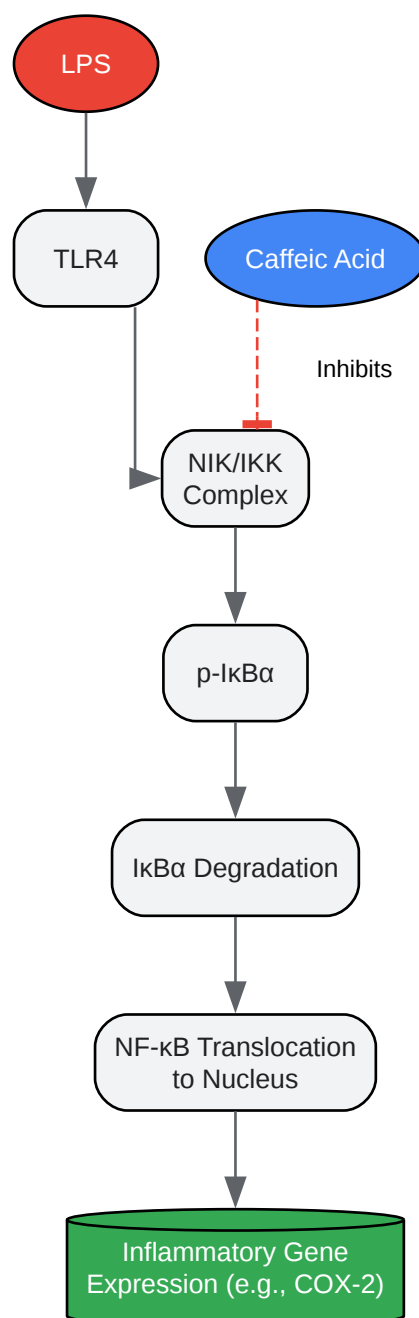 LPS
TLR4
Caffeic Acid
Inhibits
NIK/IKK
Complex
p-IκBα
IκBα Degradation
NF-κB Translocation
to Nucleus
Inflammatory Gene
Expression (e.g., COX-2)